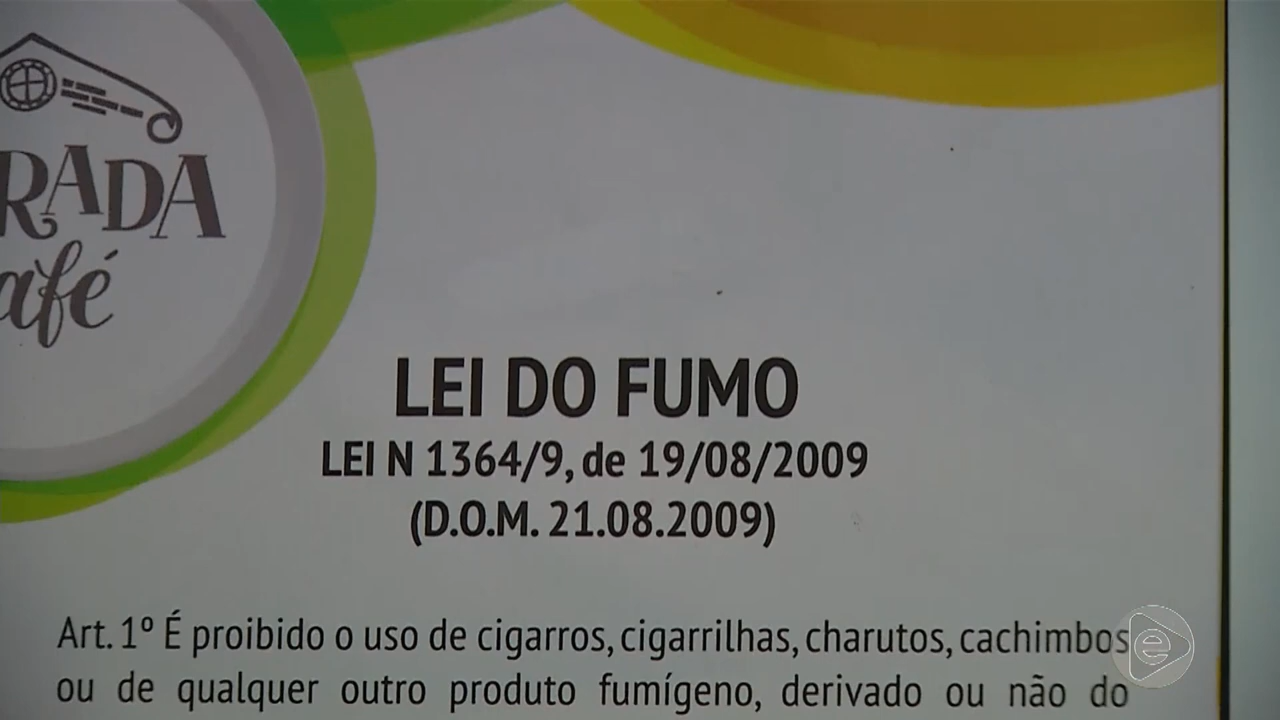 RADA
afé
LEI DO FUMO
LEI N 1364/9, de 19/08/2009
(D.O.M. 21.08.2009)
Art. 1º É proibido o uso de cigarros, cigarrilhas, charutos, cachimbos
ou de qualquer outro produto fumígeno, derivado ou não do
e